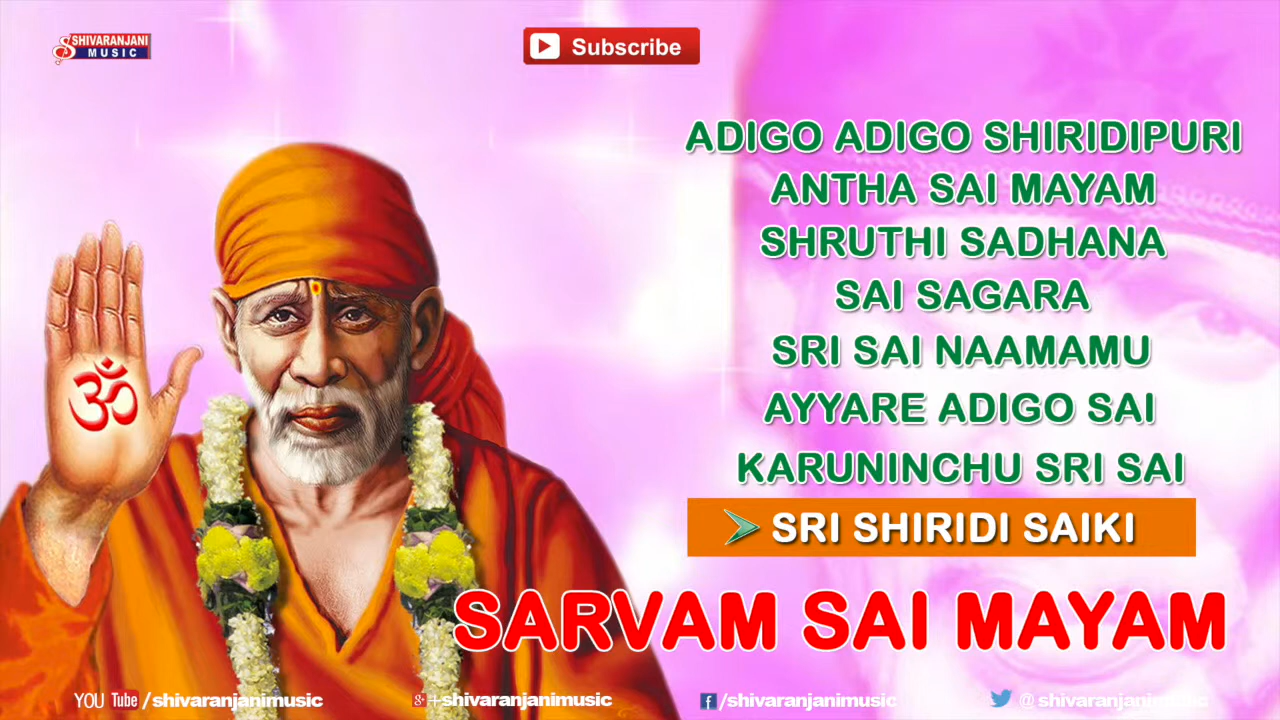 SHIVARANJANI
MUSIC
Subscribe
ADIGO ADIGO SHIRIDIPURI
ANTHA SAI MAYAM
SHRUTHI SADHANA
SAI SAGARA
SRI SAI NAAMAMU
AYYARE ADIGO SAI
KARUNINCHU SRI SAI
SRI SHIRIDI SAIKI
SARVAM SAI MAYAM
ॐ
YOU Tube /shivaranjanimusic
g+ +shivaranjanimusic
f /shivaranjanimusic
@shivaranjanimusic